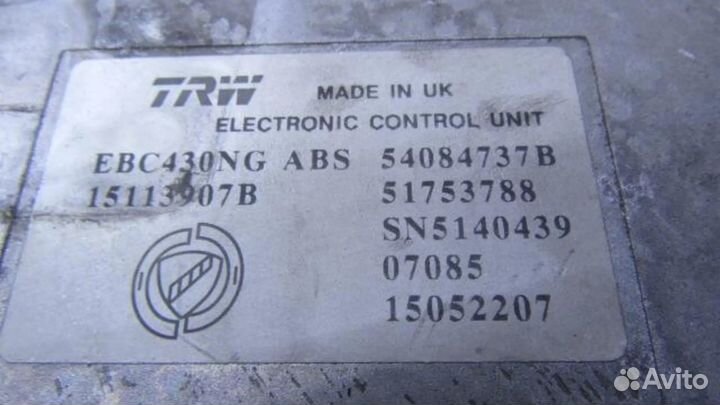 TRW MADE IN UK
ELECTRONIC CONTROL UNIT
EBC430NG ABS 54084737B
15113907B 51753788
SN5140439
07085
15052207
Avito